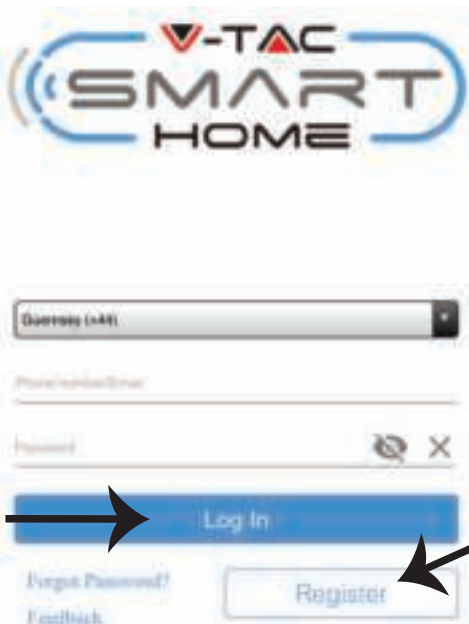 V-TAC
SMART
HOME
Guernsey (+44)
Phone number/Email
Password
Log In
Forgot Password?
Register
Feedback